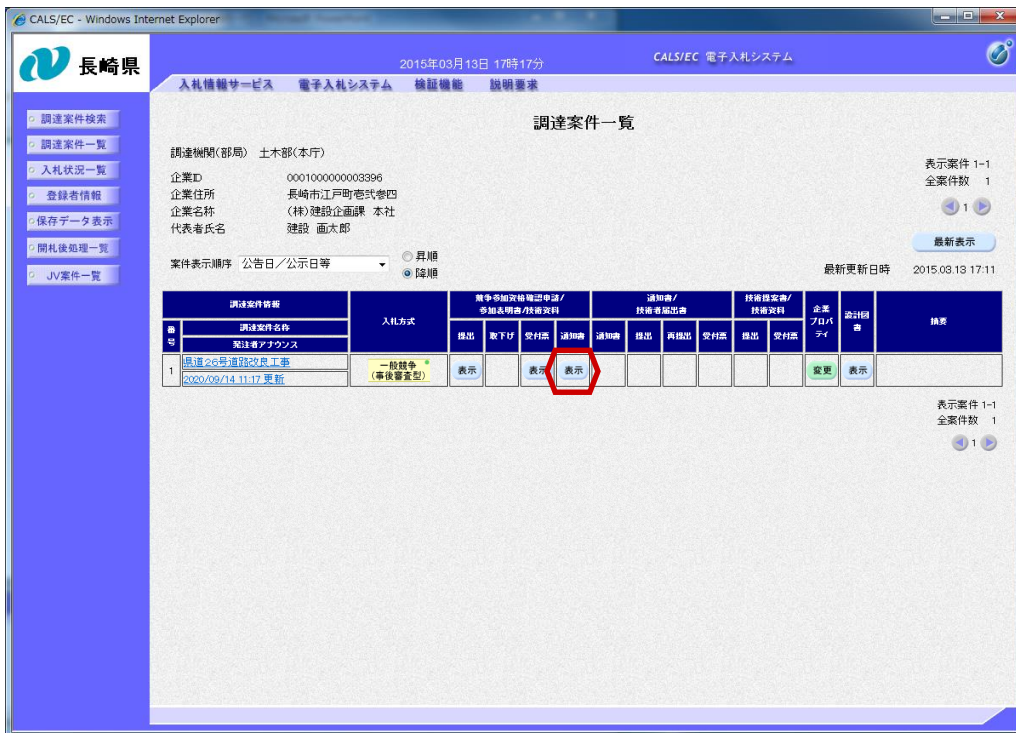 CALS/EC - Windows Internet Explorer
長崎県
2015年03月13日 17時17分
CALS/EC 電子入札システム
入札情報サービス 電子入札システム 検証機能 説明要求
調達案件検索
調達案件一覧
入札状況一覧
登録者情報
保存データ表示
開札後処理一覧
JV案件一覧
調達案件一覧
調達機関(部局) 土木部(本庁)
企業ID 0001000000003396
企業住所 長崎市江戸町壱弐参四
企業名称 (株)建設企画課 本社
代表者氏名 建設 画太郎
案件表示順序 公告日/公示日等
昇順
降順
表示案件 1-1
全案件数 1
1
最新表示
最新更新日時 2015.03.13 17:11
調達案件情報
番号
調達案件名称
発注者アナウンス
入札方式
競争参加資格確認申請/
参加表明書/技術資料
提出 取下げ 受付票 通知書
通知書/
技術者届出書
通知書 提出 再提出 受付票
技術提案書/
技術資料
提出 受付票
企業
プロパ
ティ
設計図
書
摘要
1
県道26号道路改良工事
2020/09/14 11:17 更新
一般競争
(事後審査型)
表示 表示 表示 変更 表示
表示案件 1-1
全案件数 1
1